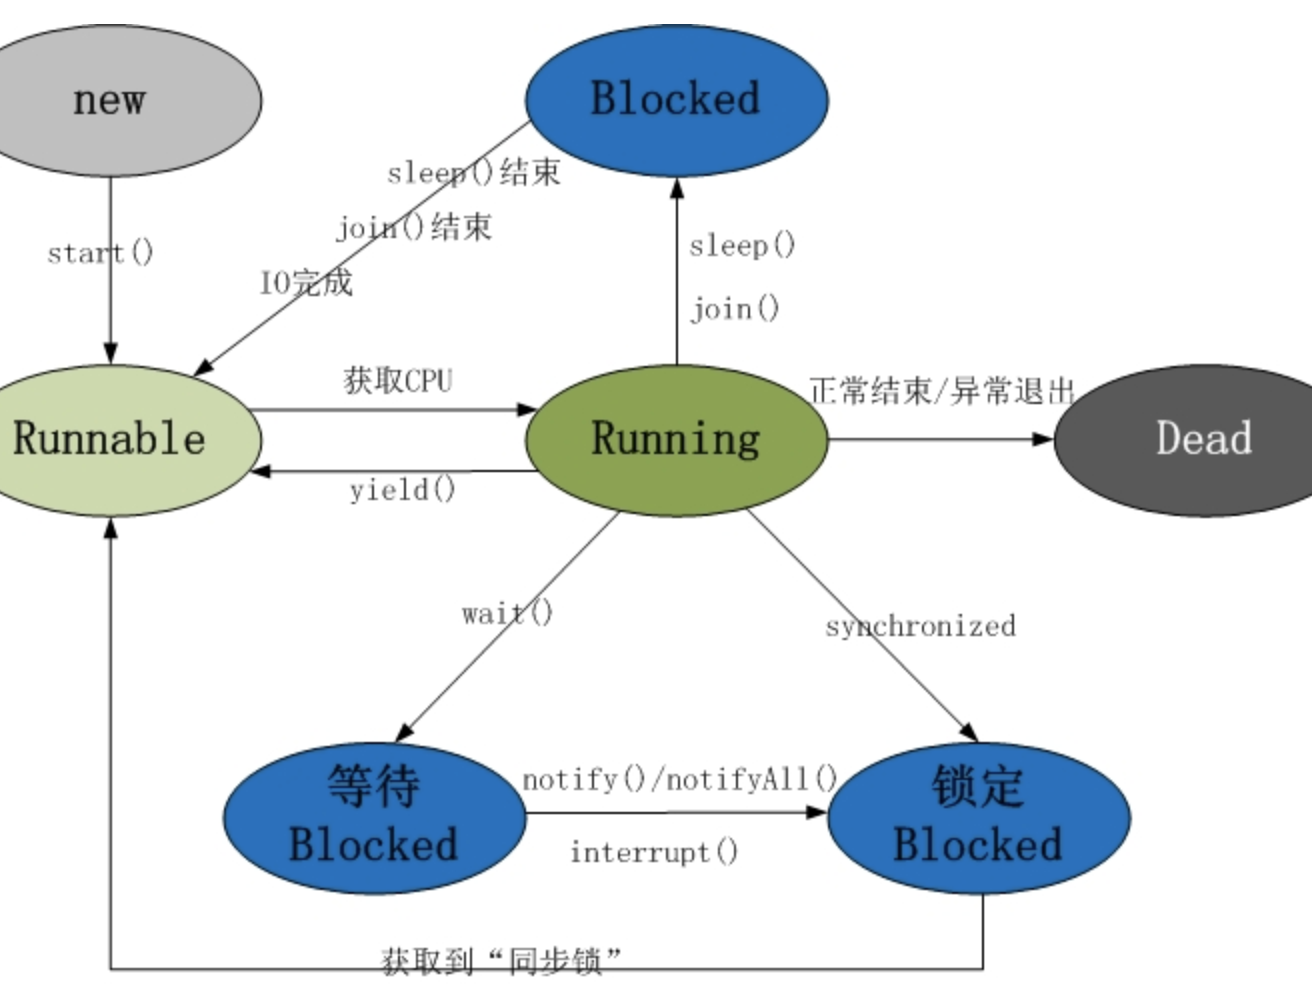 new
Blocked
sleep()结束
join()结束
IO完成
start()
sleep()
join()
获取CPU
正常结束/异常退出
Runnable
Running
Dead
yield()
wait()
synchronized
等待
Blocked
notify()/notifyAll()
interrupt()
锁定
Blocked
获取到“同步锁”